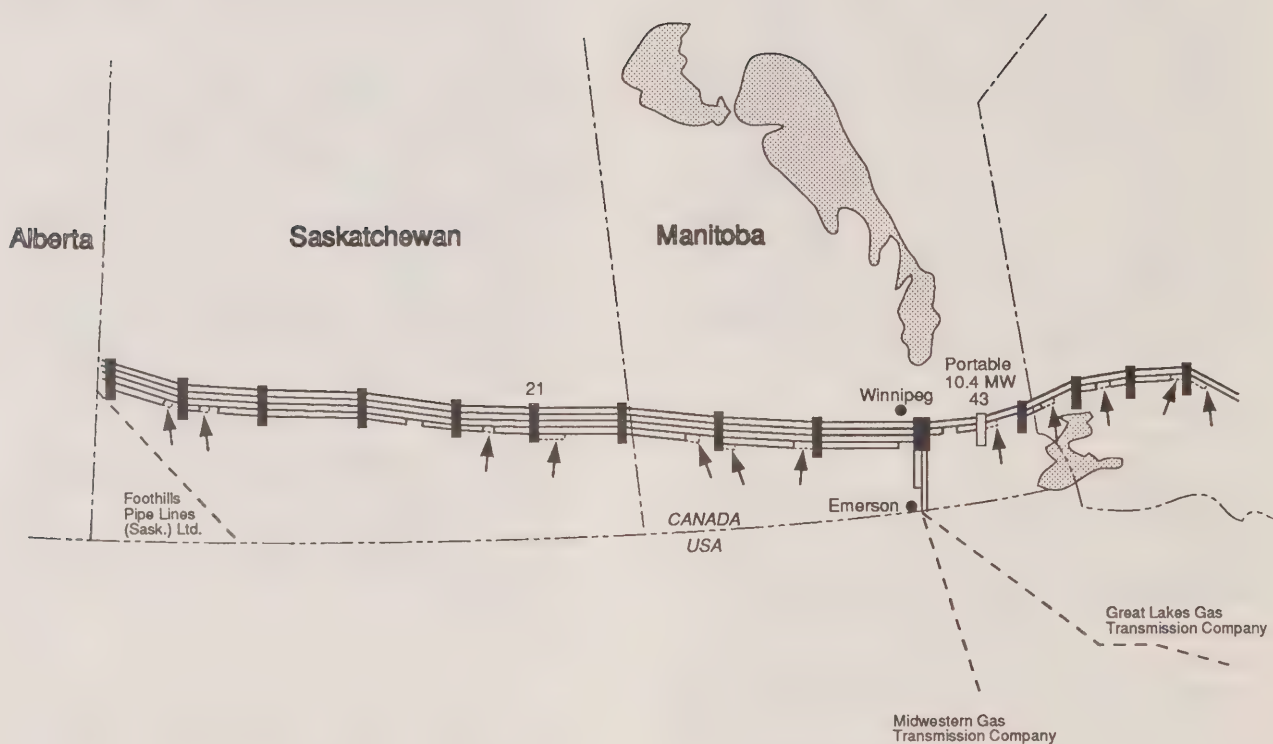 Alberta
Saskatchewan
Manitoba
21
Winnipeg
Portable
10.4 MW
43
Foothills
Pipe Lines
(Sask.) Ltd.
Emerson
CANADA
USA
Great Lakes Gas
Transmission Company
Midwestern Gas
Transmission Company